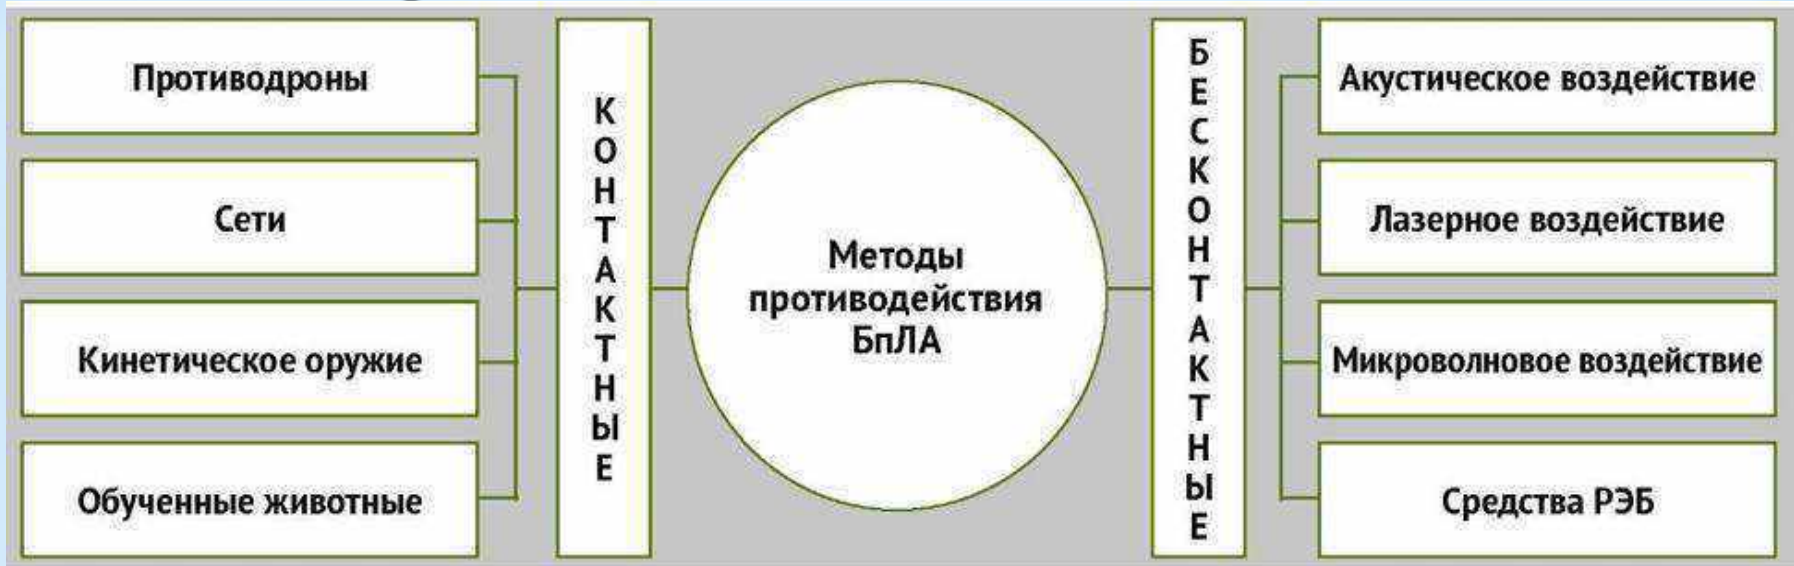 Противодроны
Сети
Кинетическое оружие
Обученные животные
КОНТАКТНЫЕ
Методы
противодействия
БпЛА
БЕСКОНТАКТНЫЕ
Акустическое воздействие
Лазерное воздействие
Микроволновое воздействие
Средства РЭБ